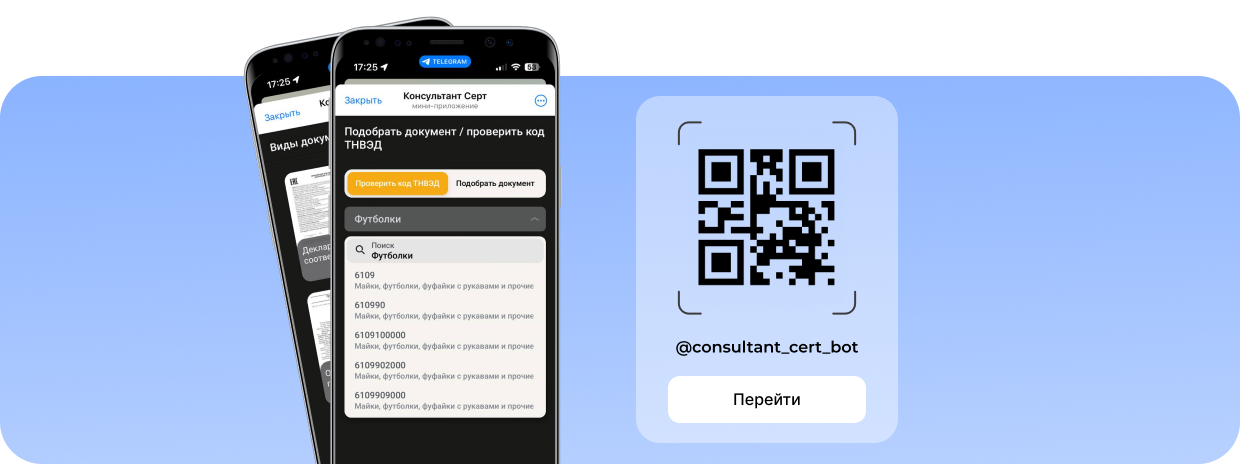 17:25
Закрыть
Виды
Деклар
соотве
17:25
TELEGRAM
58
Закрыть
Консультант Серт
мини-приложение
Подобрать документ / проверить код
ТНВЭД
Проверить код ТНВЭД
Подобрать документ
Футболки
Поиск
Футболки
6109
Майки, футболки, фуфайки с рукавами и прочие
610990
Майки, футболки, фуфайки с рукавами и прочие
6109100000
Майки, футболки, фуфайки с рукавами и прочие
6109902000
Майки, футболки, фуфайки с рукавами и прочие
6109909000
Майки, футболки, фуфайки с рукавами и прочие
@consultant_cert_bot
Перейти